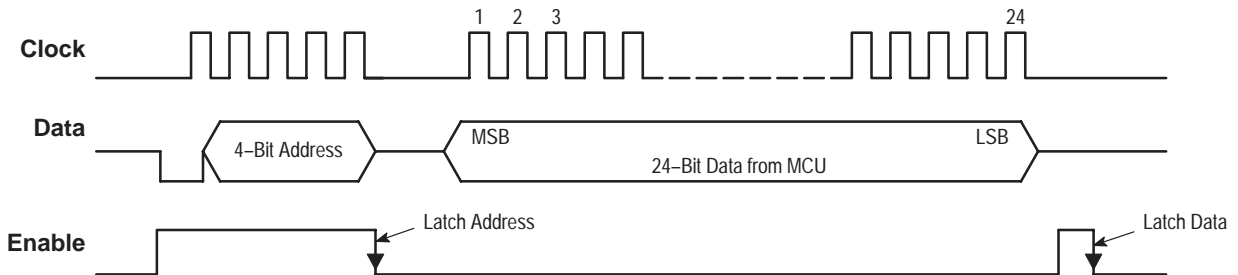 1 2 3 24
Clock
Data
MSB LSB
4–Bit Address
24–Bit Data from MCU
Latch Address
Latch Data
Enable